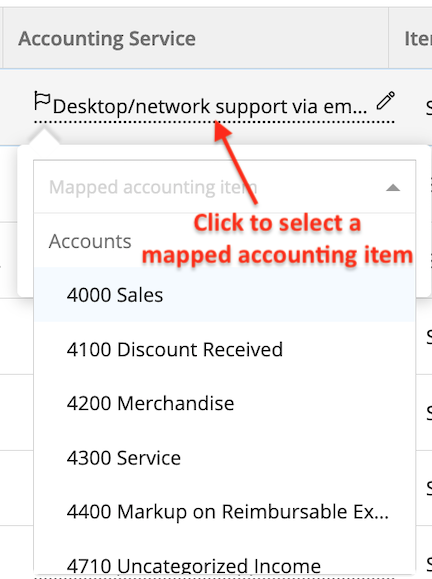 Accounting Service
Ite
Desktop/network support via em...
Mapped accounting item
Click to select a
mapped accounting item
Accounts
4000 Sales
4100 Discount Received
4200 Merchandise
4300 Service
4400 Markup on Reimbursable Ex...
4710 Uncategorized Income